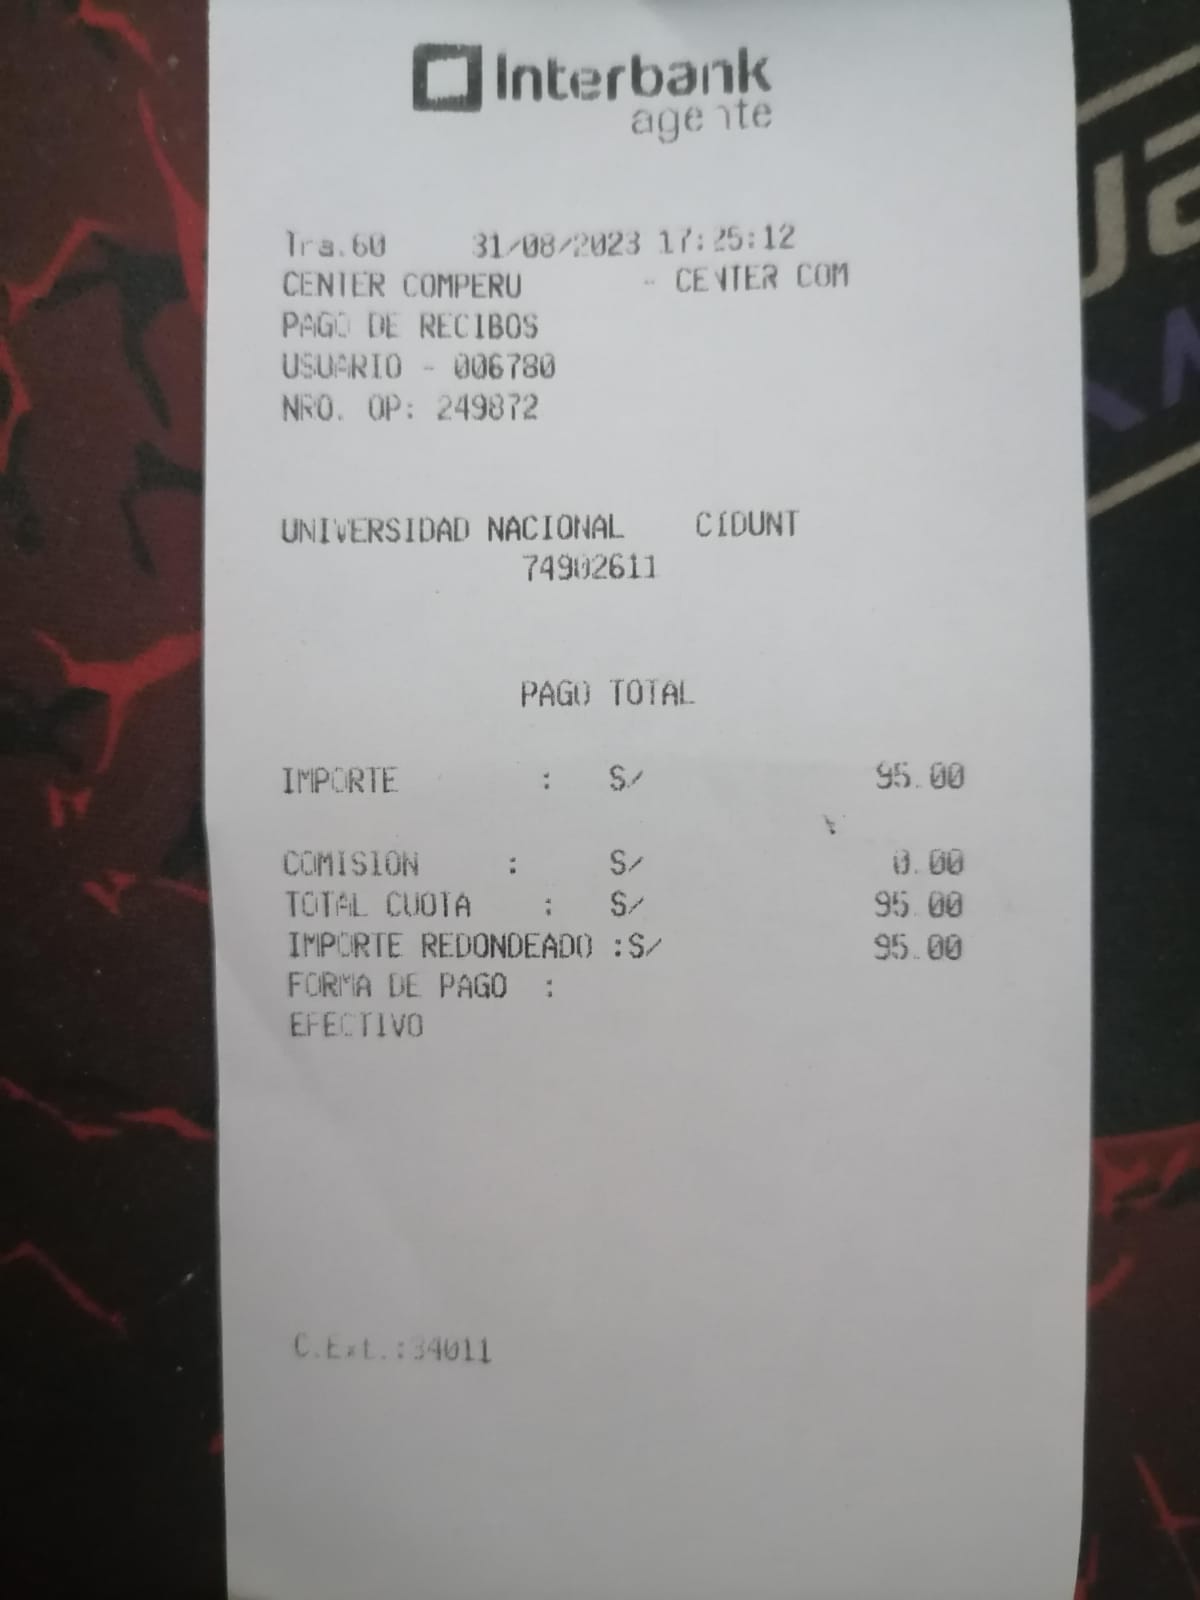 Interbank
agente
Tra.60 31/08/2023 17:25:12
CENTER COMPERU - CENTER COM
PAGO DE RECIBOS
USUARIO - 006780
NRO. OP: 249872
UNIVERSIDAD NACIONAL CIDUNT
74902611
PAGO TOTAL
IMPORTE : S/ 95.00
COMISION : S/ 0.00
TOTAL CUOTA : S/ 95.00
IMPORTE REDONDEADO :S/ 95.00
FORMA DE PAGO :
EFECTIVO
C.Ext.:34011